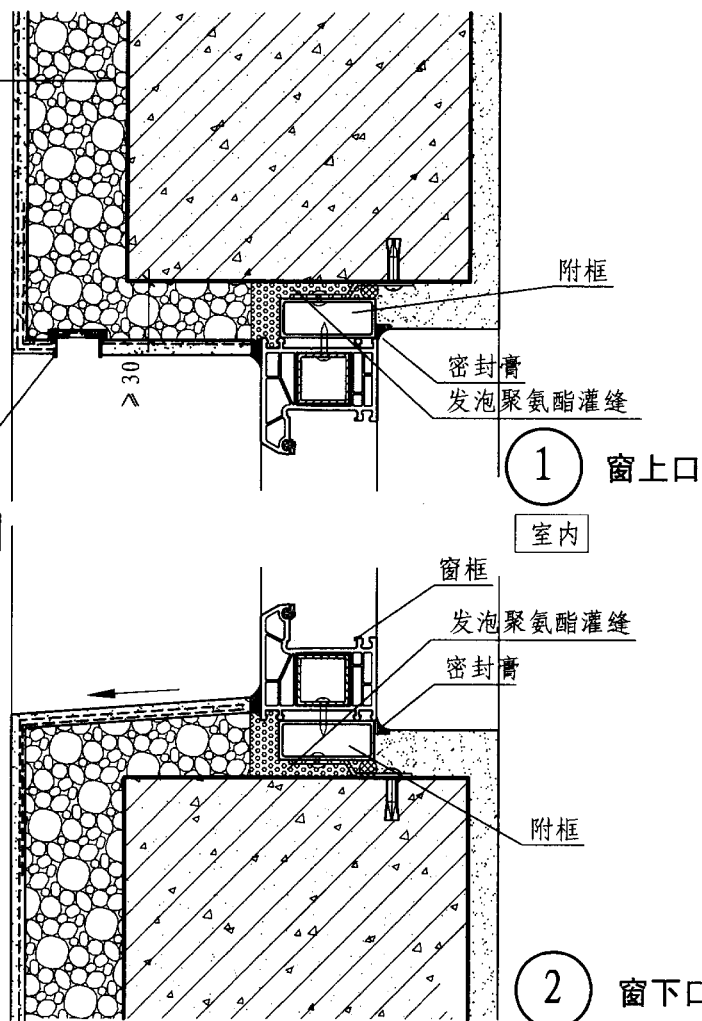 附框
密封膏
≥30
发泡聚氨酯灌缝
1 窗上口
室内
窗框
发泡聚氨酯灌缝
密封膏
附框
2 窗下口